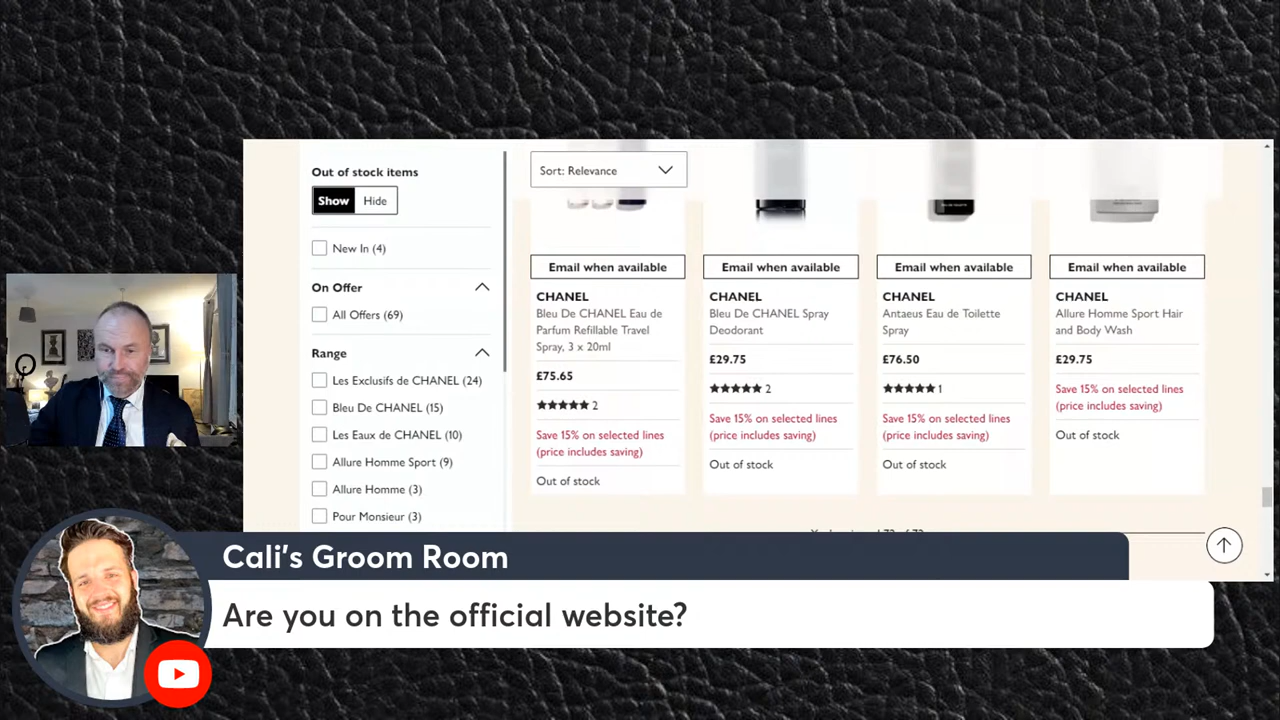 Out of stock items
Show Hide
New In (4)
On Offer
All Offers (69)
Range
Les Exclusifs de CHANEL (24)
Bleu De CHANEL (15)
Les Eaux de CHANEL (10)
Allure Homme Sport (9)
Allure Homme (3)
Pour Monsieur (3)
Sort: Relevance
Email when available
CHANEL
Bleu De CHANEL Eau de
Parfum Refillable Travel
Spray, 3 x 20ml
£75.65
★★★★★ 2
Save 15% on selected lines
(price includes saving)
Out of stock
Email when available
CHANEL
Bleu De CHANEL Spray
Deodorant
£29.75
★★★★★ 2
Save 15% on selected lines
(price includes saving)
Out of stock
Email when available
CHANEL
Antaeus Eau de Toilette
Spray
£76.50
★★★★★ 1
Save 15% on selected lines
(price includes saving)
Out of stock
Email when available
CHANEL
Allure Homme Sport Hair
and Body Wash
£29.75
Save 15% on selected lines
(price includes saving)
Out of stock
Cali's Groom Room
Are you on the official website?